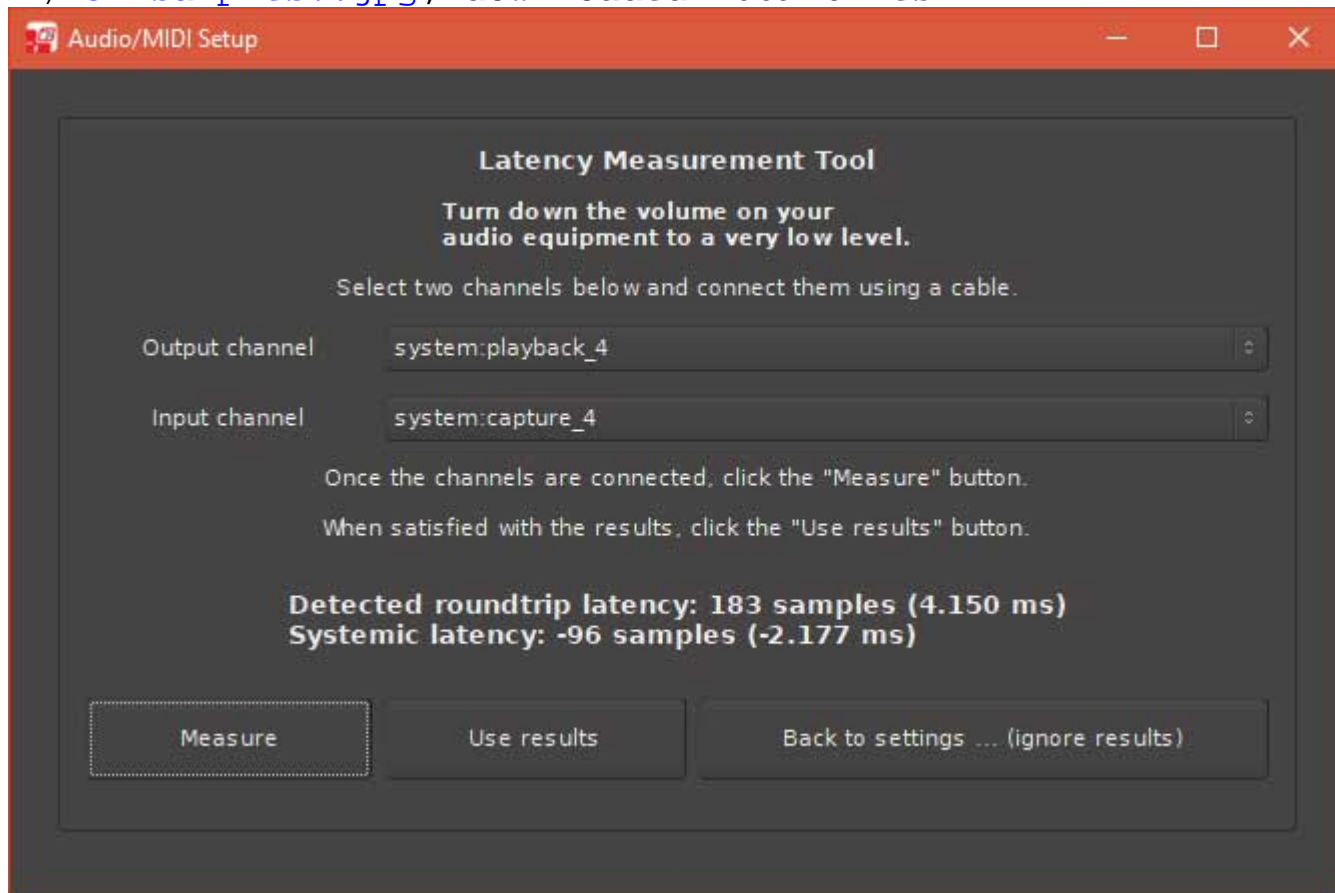 Audio/MIDI Setup
Latency Measurement Tool
Turn down the volume on your
audio equipment to a very low level.
Select two channels below and connect them using a cable.
Output channel system:playback_4
Input channel system:capture_4
Once the channels are connected, click the "Measure" button.
When satisfied with the results, click the "Use results" button.
Detected roundtrip latency: 183 samples (4.150 ms)
Systemic latency: -96 samples (-2.177 ms)
Measure Use results Back to settings ... (ignore results)